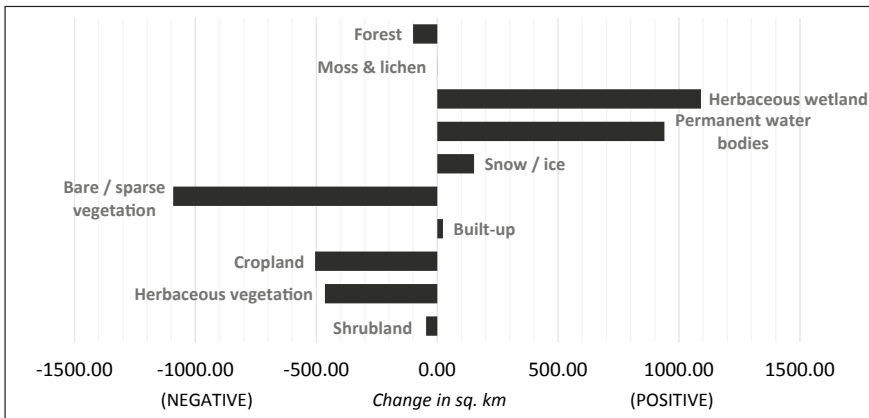 Forest
Moss & lichen
Herbaceous wetland
Permanent water
bodies
Snow / ice
Bare / sparse
vegetation
Built-up
Cropland
Herbaceous vegetation
Shrubland
-1500.00 -1000.00 -500.00 0.00 500.00 1000.00 1500.00
(NEGATIVE) Change in sq. km (POSITIVE)